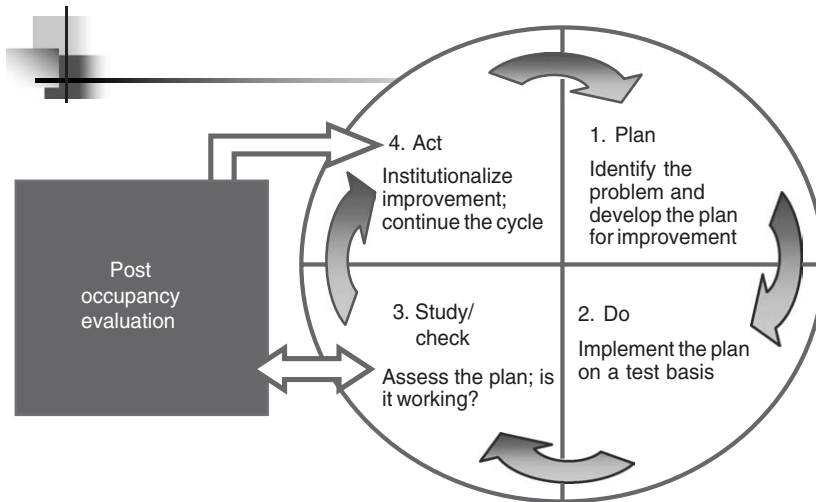 4. Act
Institutionalize
improvement;
continue the cycle
1. Plan
Identify the
problem and
develop the plan
for improvement
Post
occupancy
evaluation
3. Study/
check
Assess the plan; is
it working?
2. Do
Implement the plan
on a test basis